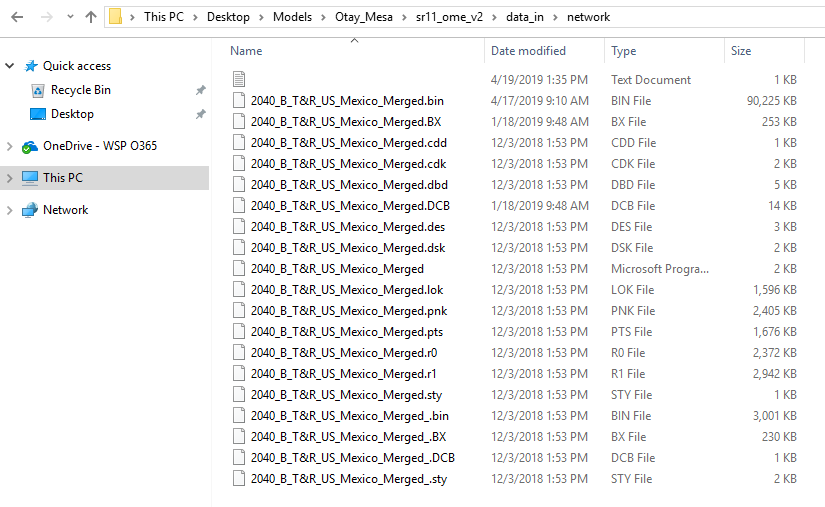 This PC > Desktop > Models > Otay_Mesa > sr11_ome_v2 > data_in > network
Quick access
Recycle Bin
Desktop
OneDrive - WSP O365
This PC
Network
Name Date modified Type Size
4/19/2019 1:35 PM Text Document 1 KB
2040_B_T&R_US_Mexico_Merged.bin 4/17/2019 9:10 AM BIN File 90,225 KB
2040_B_T&R_US_Mexico_Merged.BX 1/18/2019 9:48 AM BX File 253 KB
2040_B_T&R_US_Mexico_Merged.cdd 12/3/2018 1:53 PM CDD File 1 KB
2040_B_T&R_US_Mexico_Merged.cdk 12/3/2018 1:53 PM CDK File 2 KB
2040_B_T&R_US_Mexico_Merged.dbd 12/3/2018 1:53 PM DBD File 5 KB
2040_B_T&R_US_Mexico_Merged.DCB 1/18/2019 9:48 AM DCB File 14 KB
2040_B_T&R_US_Mexico_Merged.des 12/3/2018 1:53 PM DES File 3 KB
2040_B_T&R_US_Mexico_Merged.dsk 12/3/2018 1:53 PM DSK File 2 KB
2040_B_T&R_US_Mexico_Merged 12/3/2018 1:53 PM Microsoft Progra... 2 KB
2040_B_T&R_US_Mexico_Merged.lok 12/3/2018 1:53 PM LOK File 1,596 KB
2040_B_T&R_US_Mexico_Merged.pnk 12/3/2018 1:53 PM PNK File 2,405 KB
2040_B_T&R_US_Mexico_Merged.pts 12/3/2018 1:53 PM PTS File 1,676 KB
2040_B_T&R_US_Mexico_Merged.r0 12/3/2018 1:53 PM R0 File 2,372 KB
2040_B_T&R_US_Mexico_Merged.r1 12/3/2018 1:53 PM R1 File 2,942 KB
2040_B_T&R_US_Mexico_Merged.sty 12/3/2018 1:53 PM STY File 1 KB
2040_B_T&R_US_Mexico_Merged_.bin 12/3/2018 1:53 PM BIN File 3,001 KB
2040_B_T&R_US_Mexico_Merged_.BX 12/3/2018 1:53 PM BX File 230 KB
2040_B_T&R_US_Mexico_Merged_.DCB 12/3/2018 1:53 PM DCB File 1 KB
2040_B_T&R_US_Mexico_Merged_.sty 12/3/2018 1:53 PM STY File 2 KB